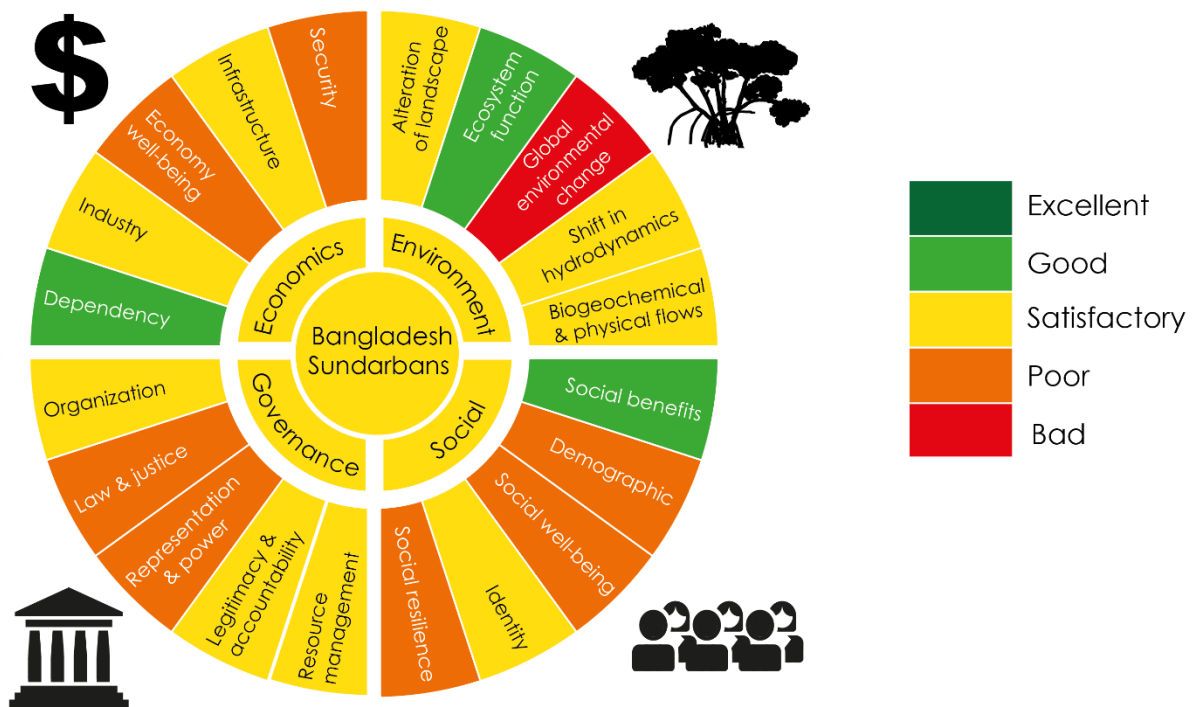 $
Security
Infrastructure
Economy
well-being
Industry
Dependency
Alteration
of landscape
Ecosystem
function
Global
environmental
change
Shift in
hydrodynamics
Biogeochemical
& physical flows
Economics
Environment
Bangladesh
Sundarbans
Governance
Social
Organization
Law & justice
Representation
& power
Legitimacy &
accountability
Resource
management
Social benefits
Demographic
Social well-being
Identity
Social resilience
Excellent
Good
Satisfactory
Poor
Bad